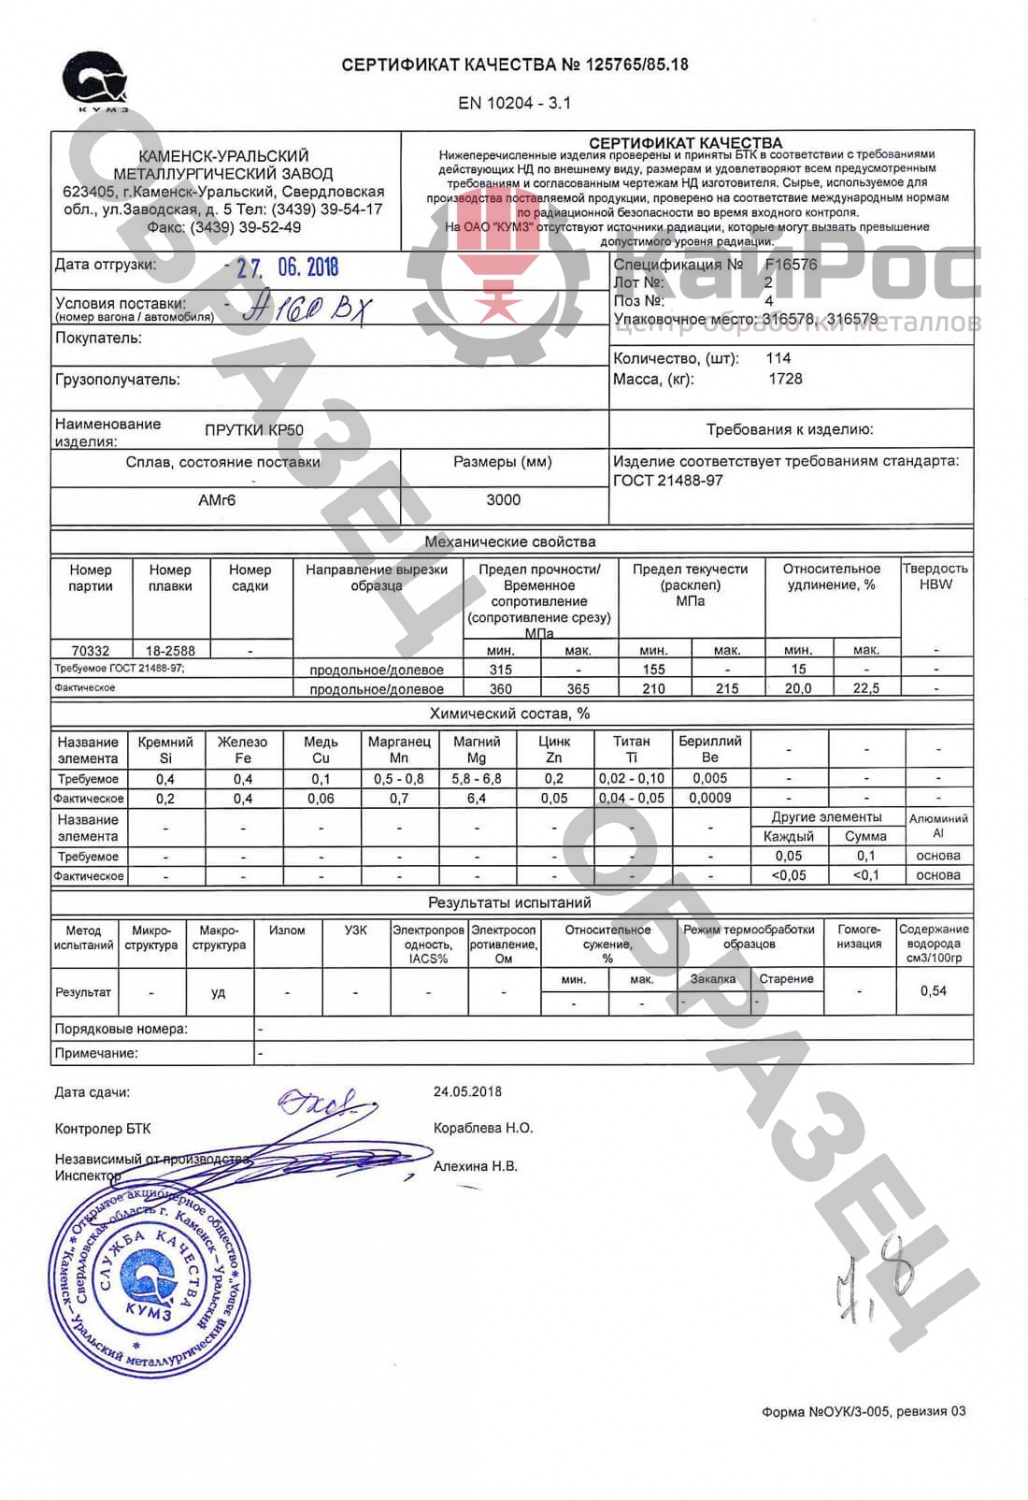 СЕРТИФИКАТ КАЧЕСТВА № 125765/85.18
КУМЗ
EN 10204 - 3.1
КАМЕНСК-УРАЛЬСКИЙ
МЕТАЛЛУРГИЧЕСКИЙ ЗАВОД
623405, г.Каменск-Уральский, Свердловская
обл., ул.Заводская, д. 5 Тел: (3439) 39-54-17
Факс: (3439) 39-52-49
СЕРТИФИКАТ КАЧЕСТВА
Нижеперечисленные изделия проверены и приняты БТК в соответствии с требованиями
действующих НД по внешнему виду, размерам и удовлетворяют всем предусмотренным
требованиям и согласованным чертежам НД изготовителя. Сырье, используемое для
производства поставляемой продукции, проверено на соответствие международным нормам
по радиационной безопасности во время входного контроля.
На ОАО "КУМЗ" отсутствуют источники радиации, которые могут вызвать превышение
допустимого уровня радиации.
Дата отгрузки: - 27. 06. 2018
Условия поставки: - А160ВХ
(номер вагона / автомобиля)
Покупатель:
Грузополучатель:
Спецификация № F16576
Лот №: 2
Поз №: 4
Упаковочное место: 316578, 316579
КайРос
центр обработки металлов
Количество, (шт): 114
Масса, (кг): 1728
Наименование изделия: ПРУТКИ КР50
Требования к изделию:
Сплав, состояние поставки Размеры (мм)
-
АМг6 3000
Изделие соответствует требованиям стандарта:
ГОСТ 21488-97
Механические свойства
Номер партии Номер плавки Номер садки Направление вырезки образца Предел прочности/ Временное сопротивление (сопротивление срезу) МПа Предел текучести (расклеп) МПа Относительное удлинение, % Твердость HBW
70332 18-2588 - мин. мак. мин. мак. мин. мак. -
Требуемое ГОСТ 21488-97; продольное/долевое 315 - 155 - 15 - -
Фактическое продольное/долевое 360 365 210 215 20,0 22,5 -
Химический состав, %
Название элемента Кремний Si Железо Fe Медь Cu Марганец Mn Магний Mg Цинк Zn Титан Ti Бериллий Be - - -
Требуемое 0,4 0,4 0,1 0,5 - 0,8 5,8 - 6,8 0,2 0,02 - 0,10 0,005 - - -
Фактическое 0,2 0,4 0,06 0,7 6,4 0,05 0,04 - 0,05 0,0009 - - -
Название элемента - - - - - - - - Другие элементы Каждый Сумма Алюминий Al
Требуемое - - - - - - - - 0,05 0,1 основа
Фактическое - - - - - - - - <0,05 <0,1 основа
Результаты испытаний
Метод испытаний Микро-структура Макро-структура Излом УЗК Электропров одность, IACS% Электросоп ротивление, Ом Относительное сужение, % Режим термообработки образцов Гомоге-низация Содержание водорода см3/100гр
мин. мак. Закалка Старение
Результат - уд - - - - - - - - - 0,54
Порядковые номера: -
Примечание: -
Дата сдачи: 24.05.2018
Контролер БТК Кораблева Н.О.
Независимый от производства
Инспектор Алехина Н.В.
* Открытое акционерное общество * "Каменск-Уральский металлургический завод"
Свердловская область г. Каменск-Уральский
СЛУЖБА КАЧЕСТВА
КУМЗ
*
7,8
Форма №ОУК/3-005, ревизия 03
ОБРАЗЕЦ
ОБРАЗЕЦ